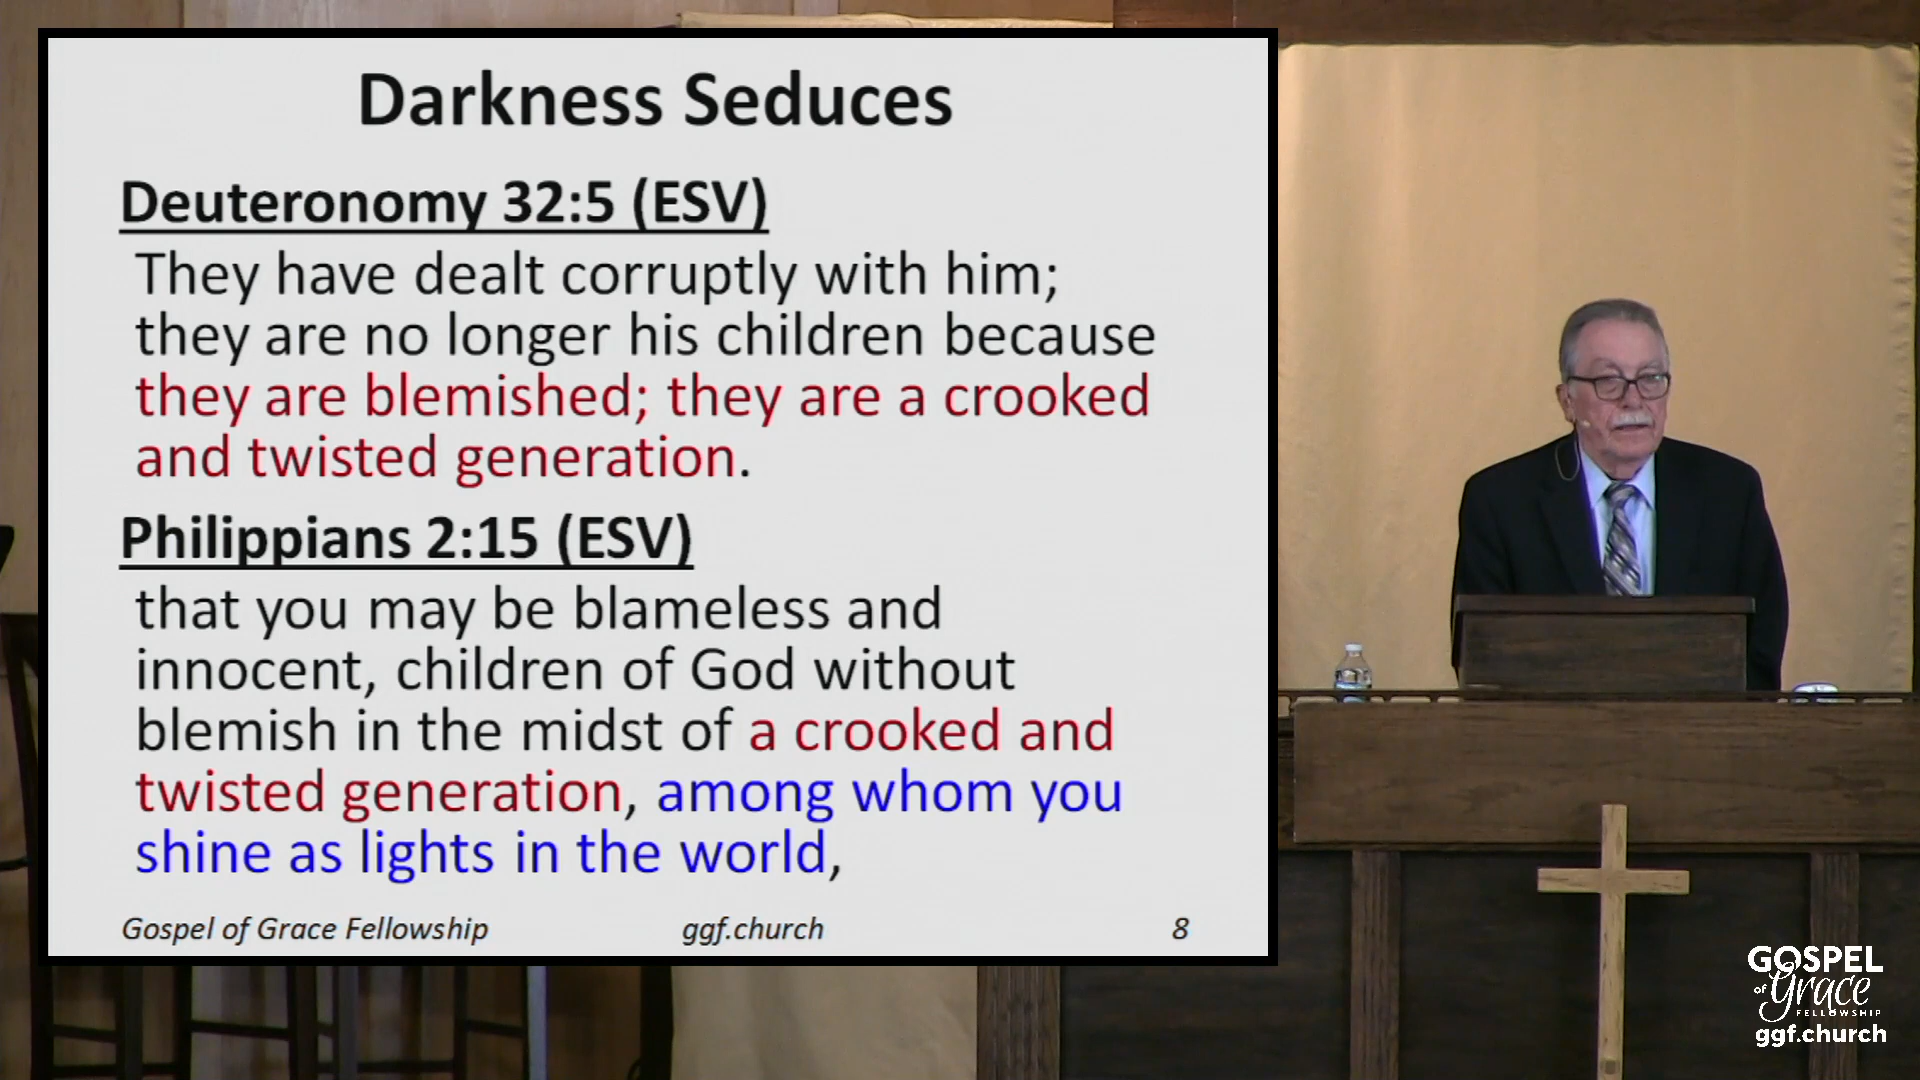 Darkness Seduces
Deuteronomy 32:5 (ESV)
They have dealt corruptly with him;
they are no longer his children because
they are blemished; they are a crooked
and twisted generation.
Philippians 2:15 (ESV)
that you may be blameless and
innocent, children of God without
blemish in the midst of a crooked and
twisted generation, among whom you
shine as lights in the world,
Gospel of Grace Fellowship ggf.church 8
GOSPEL
of Grace
FELLOWSHIP
ggf.church